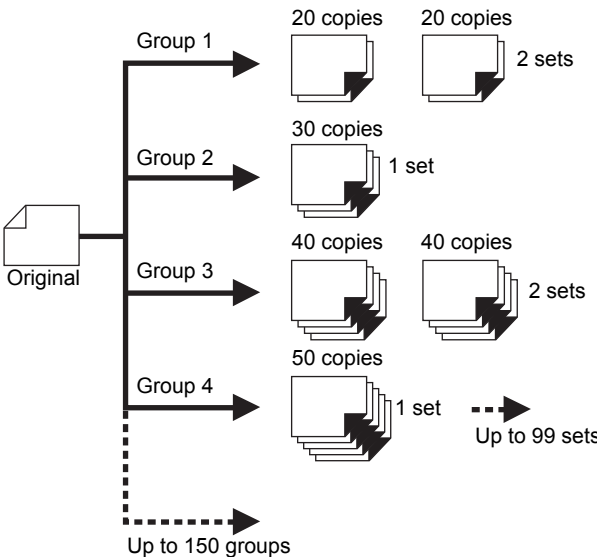 20 copies 20 copies
Group 1
2 sets
30 copies
Group 2
1 set
Original
40 copies 40 copies
Group 3
2 sets
50 copies
Group 4
1 set
Up to 99 sets
Up to 150 groups